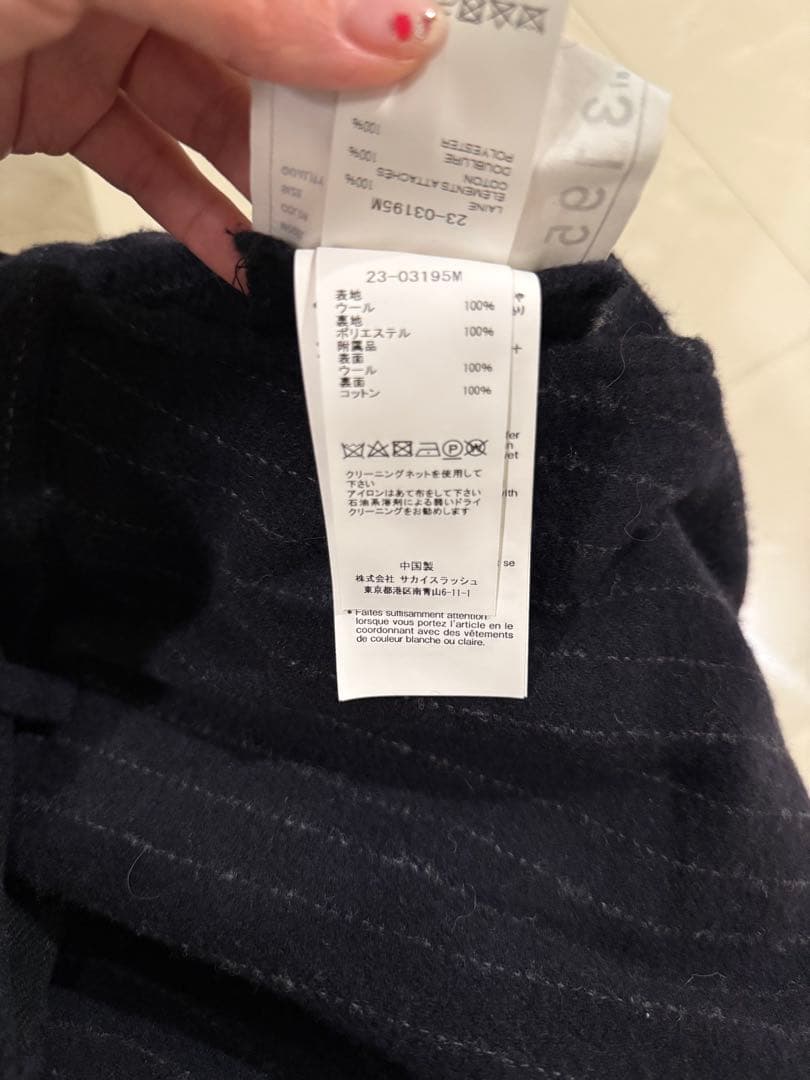 3195
23-03195M
LAINE 100%
ELEMENTS ATTACHES
COTON 100%
DOUBLURE
POLYESTER 100%
23-03195M
表地
ウール 100%
裏地
ポリエステル 100%
附属品
表面
ウール 100%
裏面
コットン 100%
クリーニングネットを使用して
下さい
アイロンはあて布をして下さい
石油系溶剤による弱いドライ
クリーニングをお勧めします
中国製
株式会社 サカイスラッシュ
東京都港区南青山6-11-1
• Faites suffisamment attention
lorsque vous portez l'article en le
coordonnant avec des vêtements
de couleur blanche ou claire.